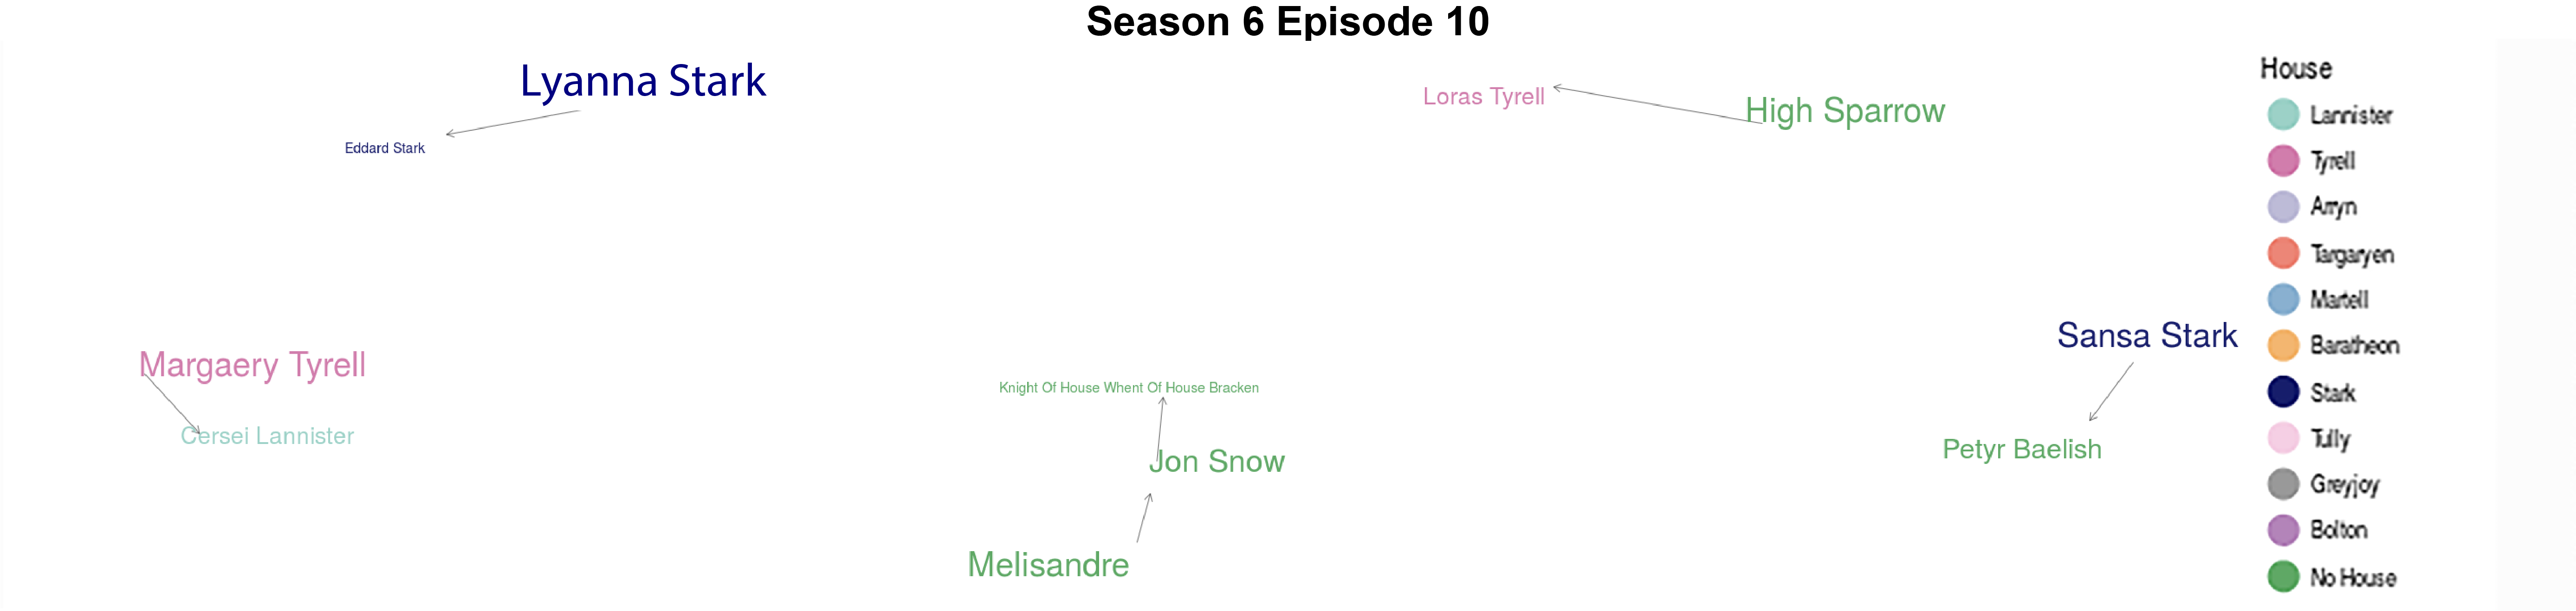 Season 6 Episode 10
Lyanna Stark
Eddard Stark
Loras Tyrell
High Sparrow
Margaery Tyrell
Cersei Lannister
Knight Of House Whent Of House Bracken
Jon Snow
Melisandre
Sansa Stark
Petyr Baelish
House
Lannister
Tyrell
Arryn
Targaryen
Martell
Baratheon
Stark
Tully
Greyjoy
Bolton
No House